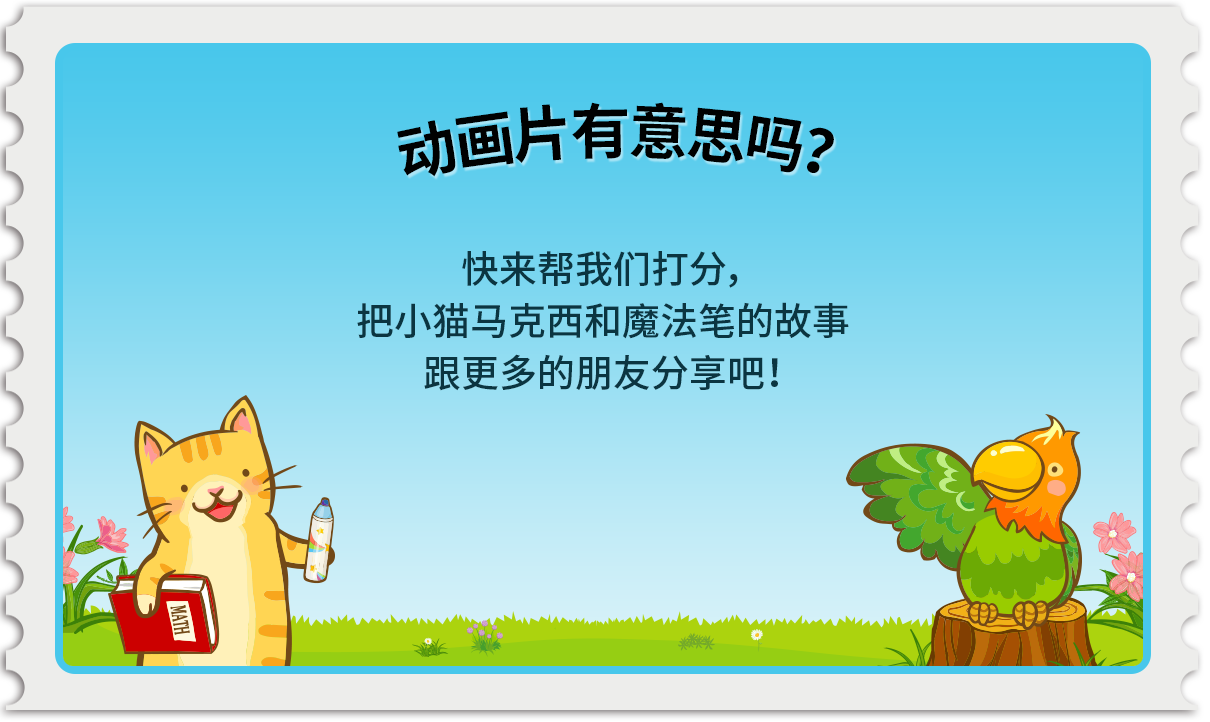 动画片有意思吗?
快来帮我们打分，
把小猫马克西和魔法笔的故事
跟更多的朋友分享吧！
MATH